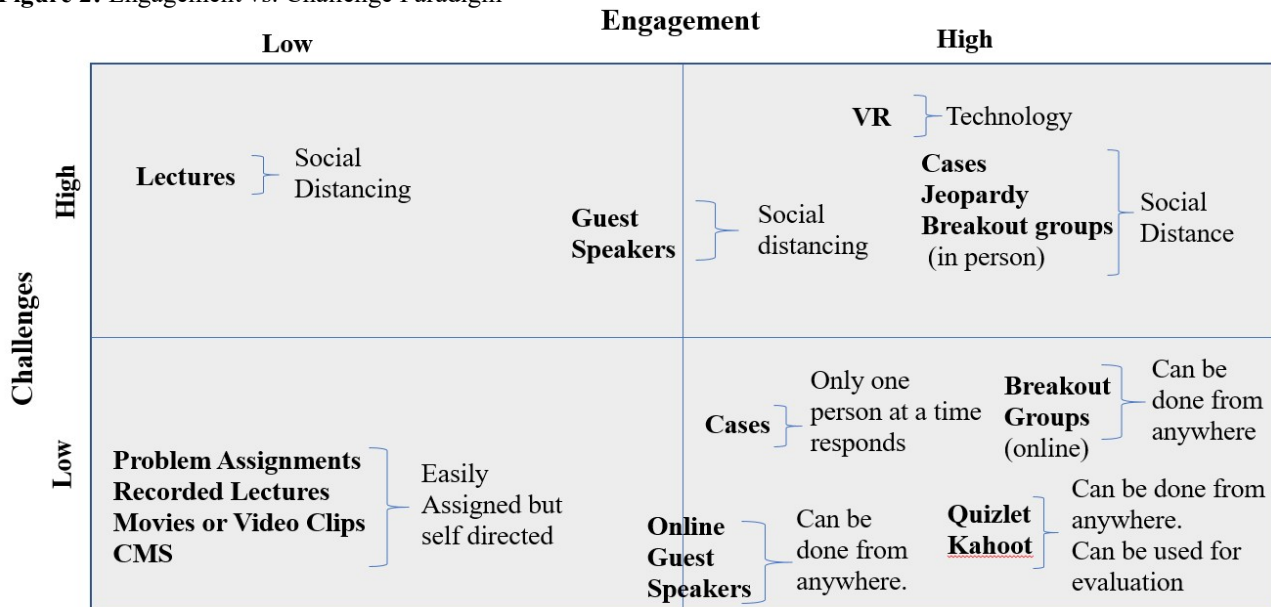 Figure 2: Engagement vs. Challenge Paradigm
Engagement
Low
High
Challenges
High
Lectures
Social
Distancing
Guest
Speakers
Social
distancing
VR
Technology
Cases
Jeopardy
Breakout groups
(in person)
Social
Distance
Low
Problem Assignments
Recorded Lectures
Movies or Video Clips
CMS
Easily
Assigned but
self directed
Cases
Only one
person at a time
responds
Breakout
Groups
(online)
Can be
done from
anywhere
Online
Guest
Speakers
Can be
done from
anywhere.
Quizlet
Kahoot
Can be done from
anywhere.
Can be used for
evaluation